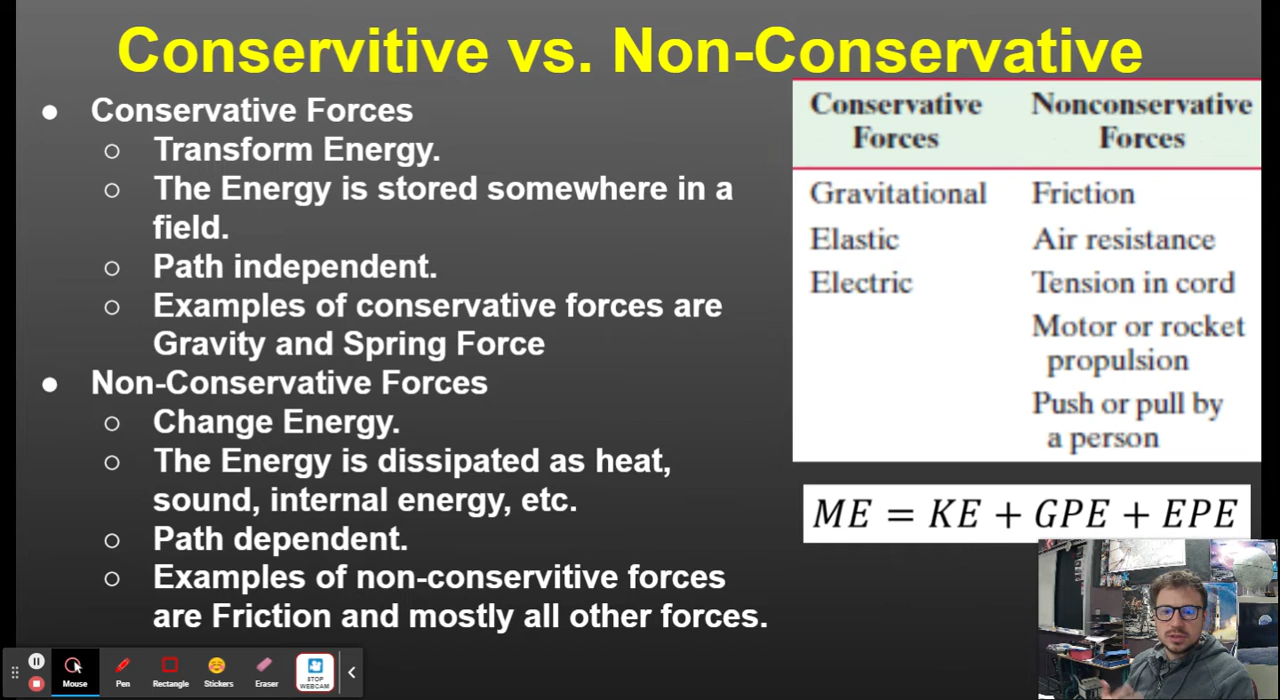 Conservitive vs. Non-Conservative
● Conservative Forces
○ Transform Energy.
○ The Energy is stored somewhere in a
field.
○ Path independent.
○ Examples of conservative forces are
Gravity and Spring Force
● Non-Conservative Forces
○ Change Energy.
○ The Energy is dissipated as heat,
sound, internal energy, etc.
○ Path dependent.
○ Examples of non-conservitive forces
are Friction and mostly all other forces.
Conservative Nonconservative
Forces Forces
Gravitational Friction
Elastic Air resistance
Electric Tension in cord
Motor or rocket
propulsion
Push or pull by
a person
ME = KE + GPE + EPE
Mouse Pen Rectangle Stickers Eraser STOP
WEBCAM